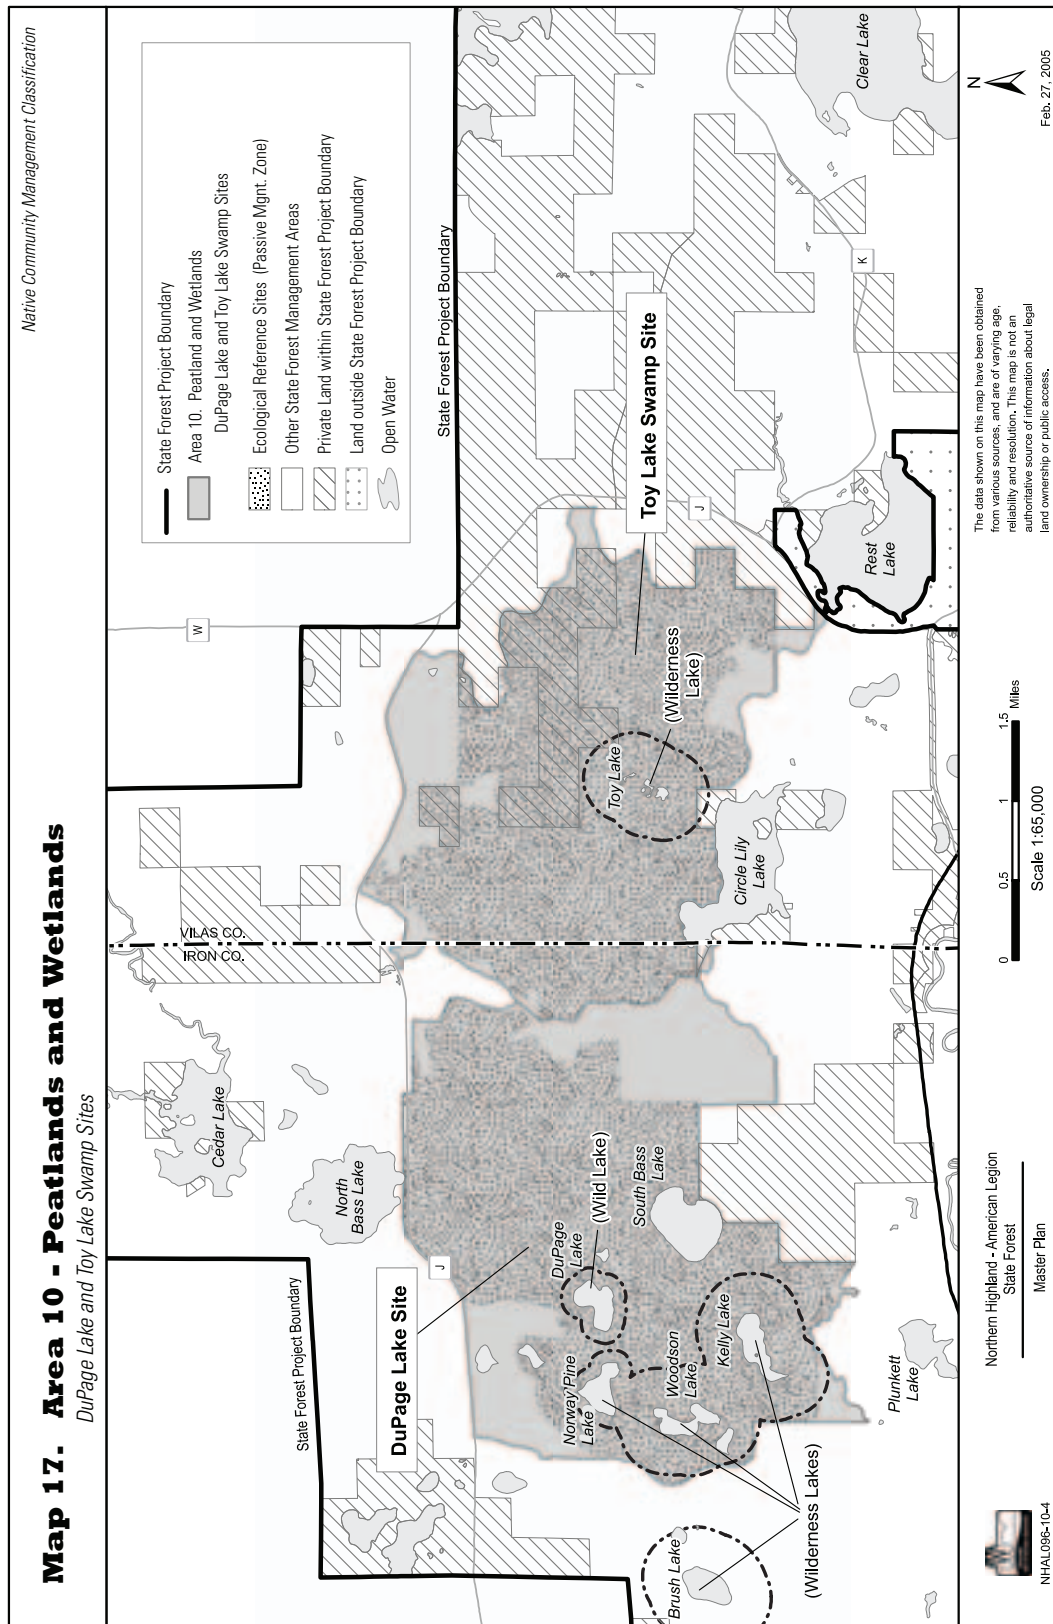 Native Community Management Classification
Map 17.  Area 10 - Peatlands and Wetlands
DuPage Lake and Toy Lake Swamp Sites
State Forest Project Boundary
Area 10.  Peatland and Wetlands
DuPage Lake and Toy Lake Swamp Sites
Ecological Reference Sites  (Passive Mgnt. Zone)
Other State Forest Management Areas
Private Land within State Forest Project Boundary
Land outside State Forest Project Boundary
Open Water
State Forest Project Boundary
State Forest Project Boundary
W
VILAS CO.
IRON CO.
Cedar Lake
North
Bass Lake
J
DuPage Lake Site
DuPage
Lake
(Wild Lake)
South Bass
Lake
Norway Pine
Lake
Woodson
Lake
Kelly Lake
Brush Lake
(Wilderness Lakes)
Plunkett
Lake
Toy Lake
(Wilderness
Lake)
Circle Lily
Lake
Toy Lake Swamp Site
J
K
Rest
Lake
Clear Lake
Northern Highland - American Legion
State Forest
Master Plan
NHAL096-10-4
0
0.5
1
1.5
Miles
Scale 1:65,000
The data shown on this map have been obtained
from various sources, and are of varying age,
reliability and resolution. This map is not an
authoritative source of information about legal
land ownership or public access.
N
Feb. 27, 2005